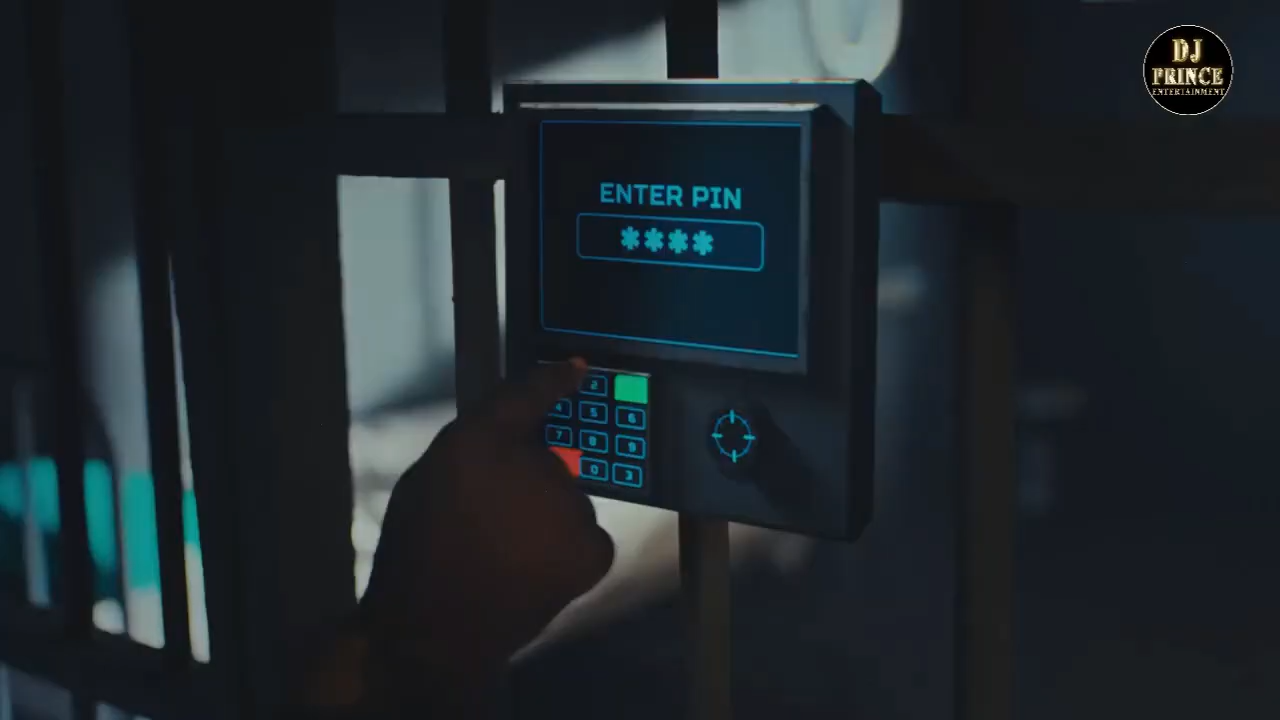 DJ
PRINCE
ENTERTAINMENT
ENTER PIN
****
2
4 5 6
7 8 9
0 3